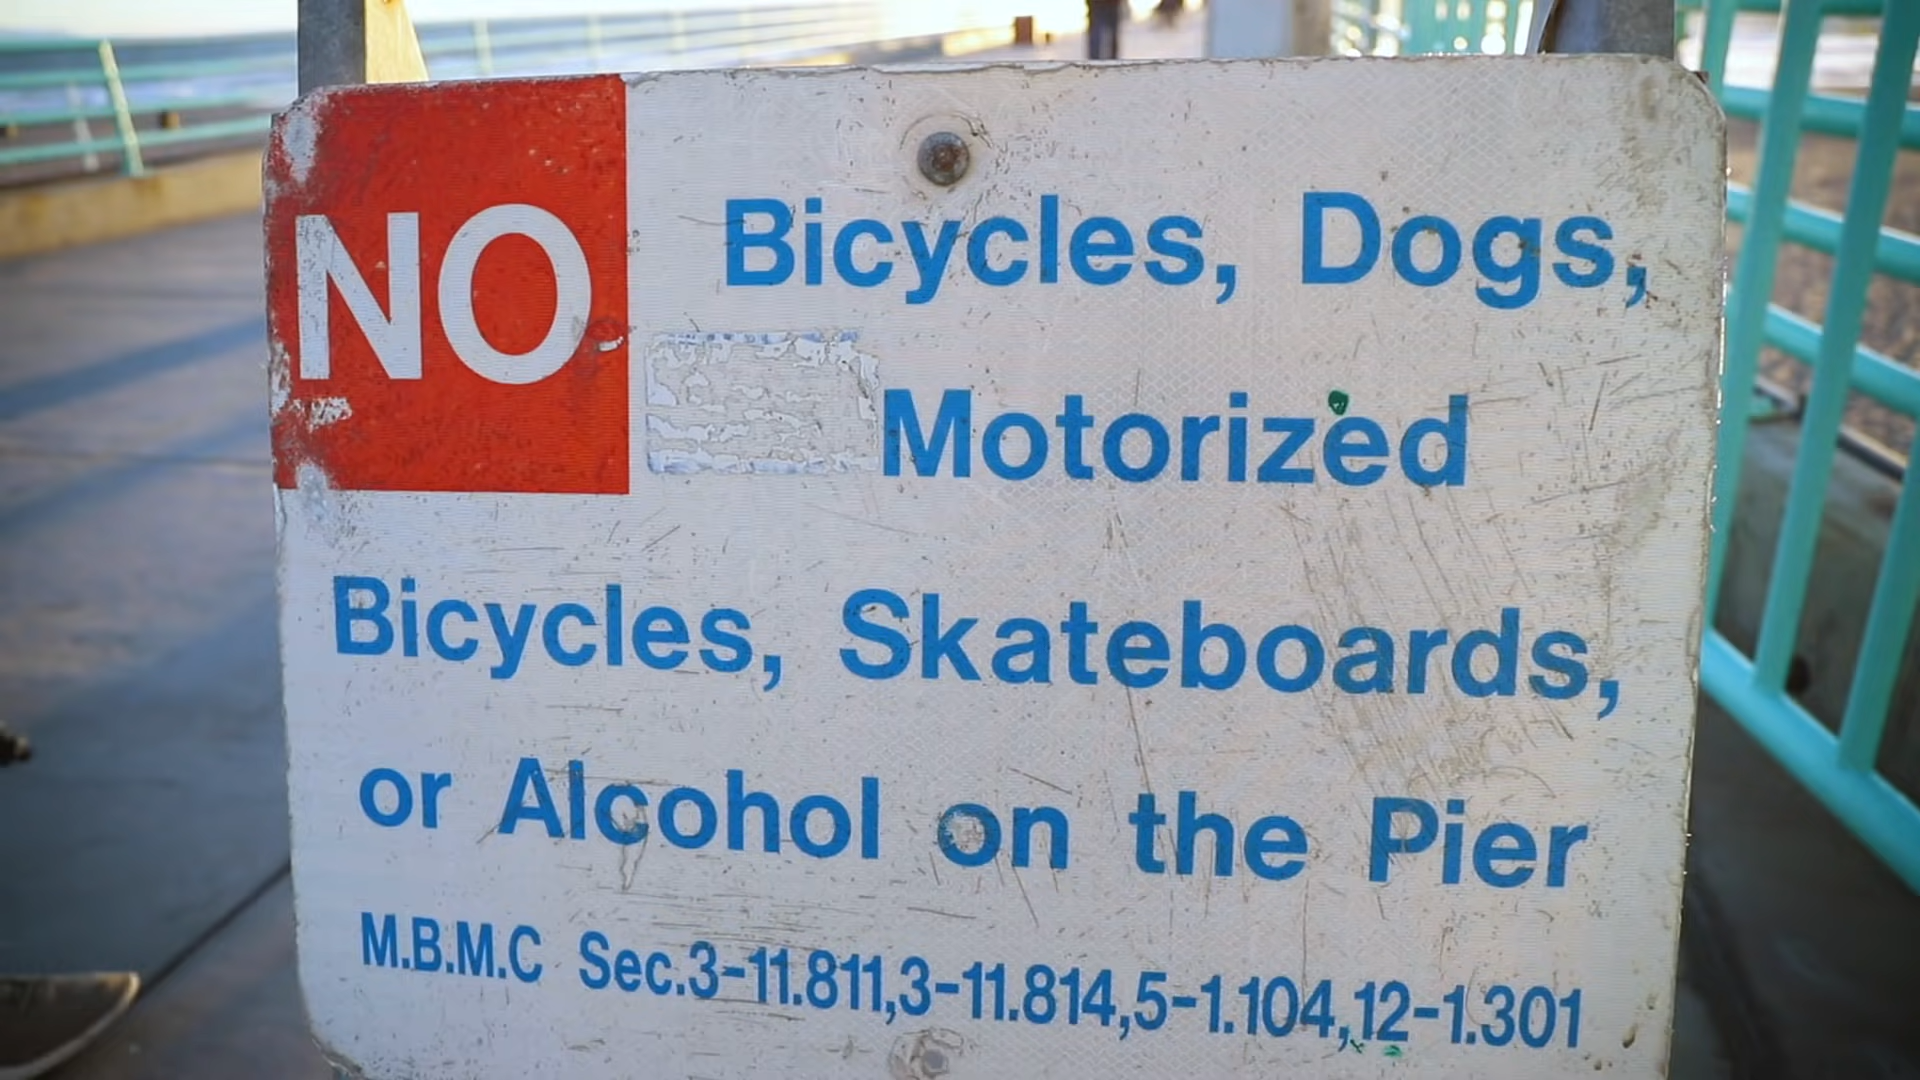 NO Bicycles, Dogs,
Motorized
Bicycles, Skateboards,
or Alcohol on the Pier
M.B.M.C Sec.3-11.811,3-11.814,5-1.104,12-1.301